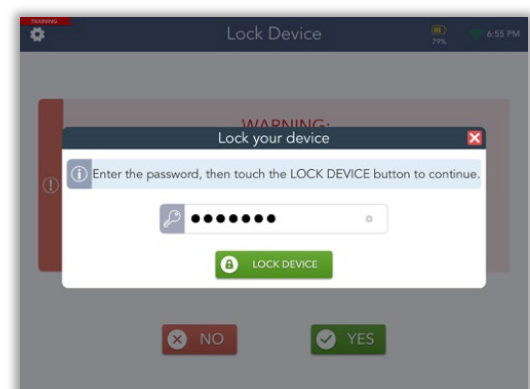 TRAINING
Lock Device
79%
6:55 PM
WARNING:
Lock your device
Enter the password, then touch the LOCK DEVICE button to continue.
●●●●●●●
LOCK DEVICE
NO
YES